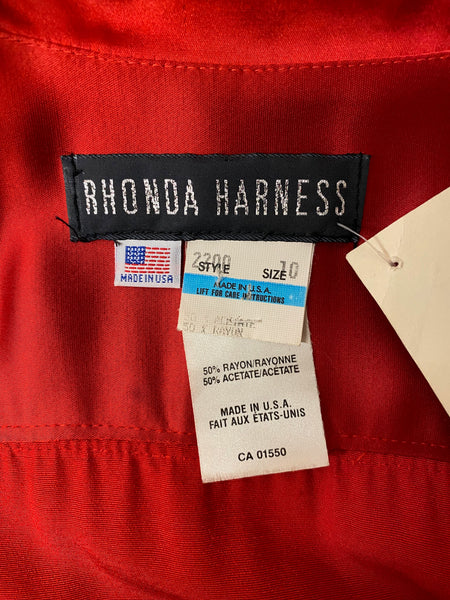 RHONDA HARNESS
MADE IN USA
2200 10
STYLE SIZE
MADE IN U.S.A.
LIFT FOR CARE INSTRUCTIONS
50 % ACETATE
50 % RAYON
50% RAYON/RAYONNE
50% ACETATE/ACÉTATE
MADE IN U.S.A.
FAIT AUX ÉTATS-UNIS
CA 01550